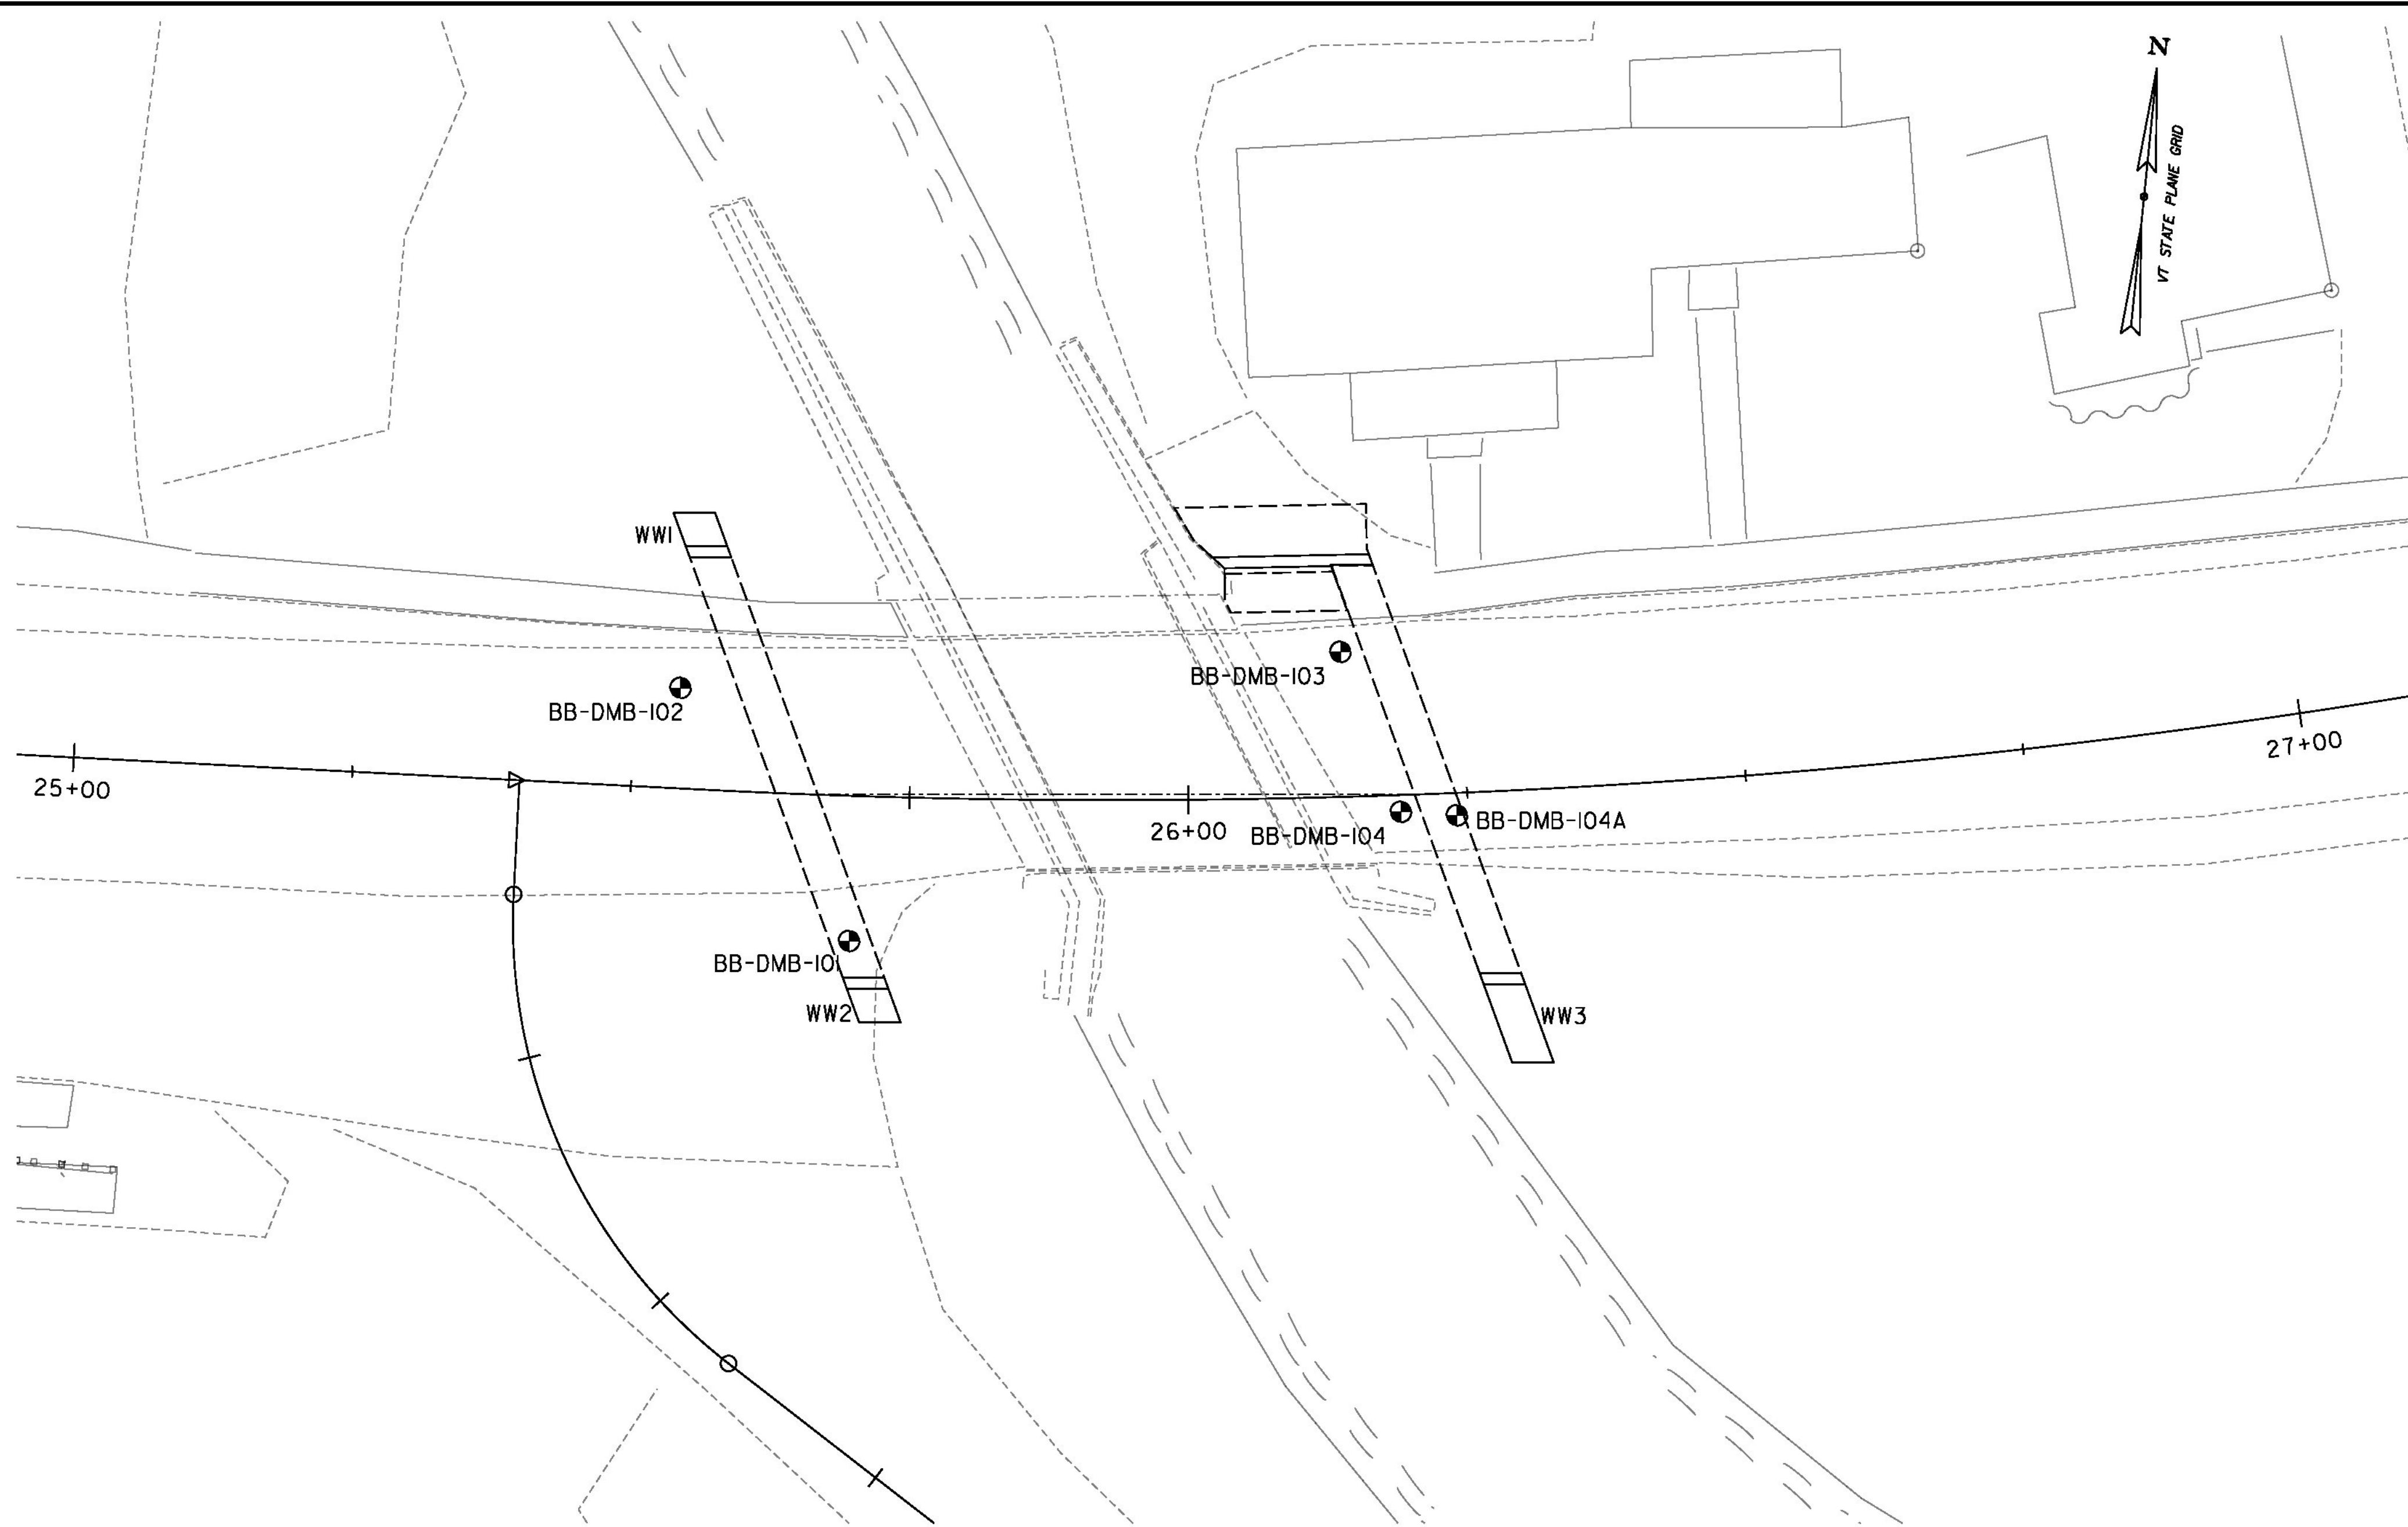 N
VT STATE PLANE GRID
WW1
BB-DMB-103
BB-DMB-102
27+00
25+00
26+00
BB-DMB-104
BB-DMB-104A
BB-DMB-101
WW2
WW3